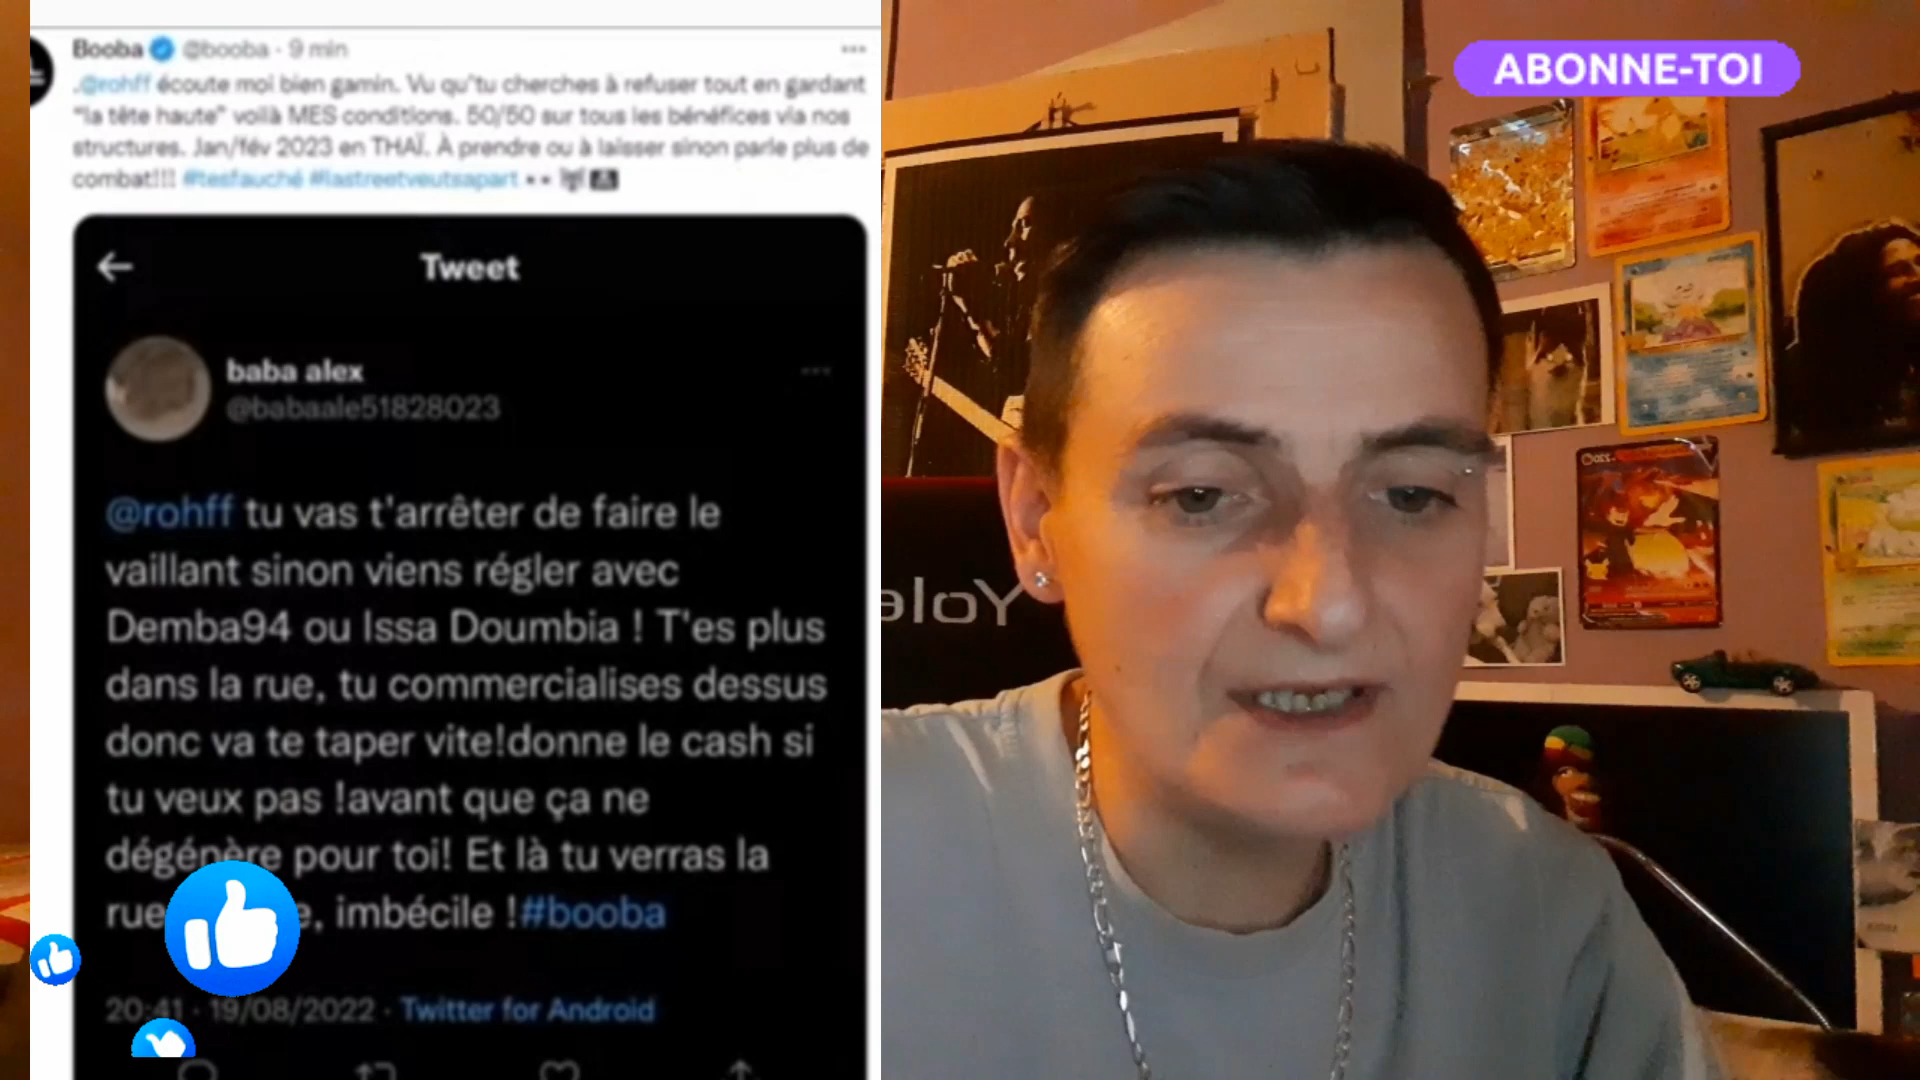 Booba @booba · 9 min
.@rohff écoute moi bien gamin. Vu qu'tu cherches à refuser tout en gardant
"la tête haute" voilà MES conditions. 50/50 sur tous les bénéfices via nos
structures. Jan/fév 2023 en THAÏ. À prendre ou à laisser sinon parle plus de
combat!!! #tesfauché #lastreetveutsapart
Tweet
baba alex
@babaale51828023
@rohff tu vas t'arrêter de faire le
vaillant sinon viens régler avec
Demba94 ou Issa Doumbia ! T'es plus
dans la rue, tu commercialises dessus
donc va te taper vite!donne le cash si
tu veux pas !avant que ça ne
dégénère pour toi! Et là tu verras la
rue, imbécile !#booba
20:41 · 19/08/2022 · Twitter for Android
ABONNE-TOI